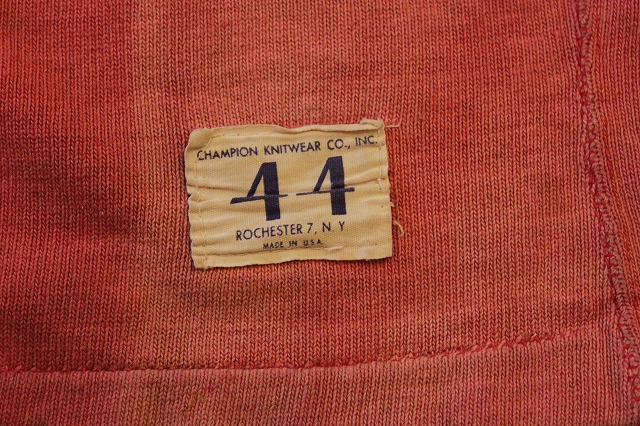 CHAMPION KNITWEAR CO., INC.
44
ROCHESTER 7, N Y
MADE IN U.S.A.